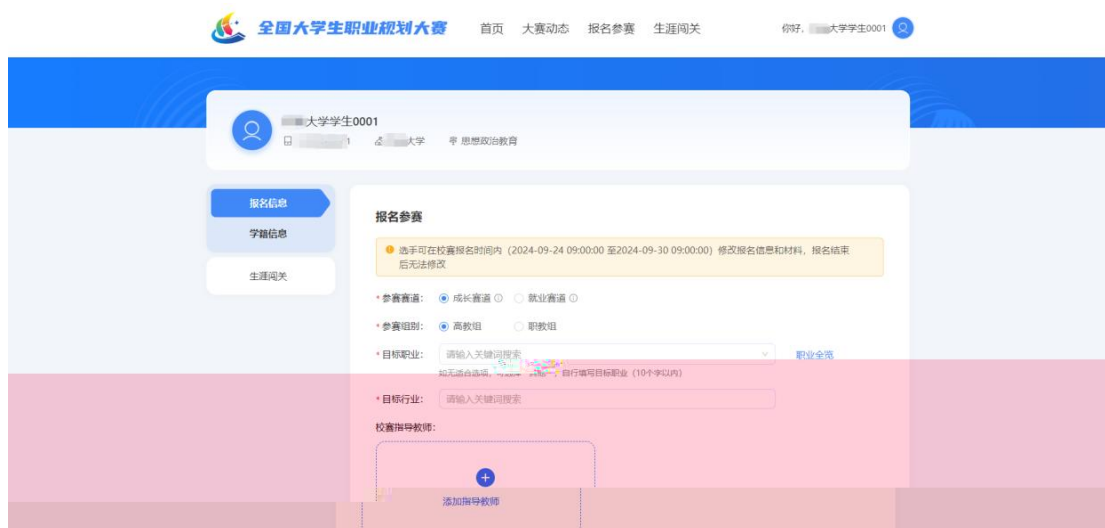 全国大学生职业规划大赛
首页 大赛动态 报名参赛 生涯闯关
你好, 大学学生0001
大学学生0001
大学 思想政治教育
报名信息
学籍信息
生涯闯关
报名参赛
选手可在校赛报名时间内（2024-09-24 09:00:00 至2024-09-30 09:00:00）修改报名信息和材料，报名结束
后无法修改
*参赛赛道： 成长赛道 就业赛道
*参赛组别： 高教组 职教组
*目标职业： 请输入关键词搜索 职业全览
如无适合选项， 自行填写目标职业（10个字以内）
*目标行业： 请输入关键词搜索
校赛指导教师：
添加指导教师